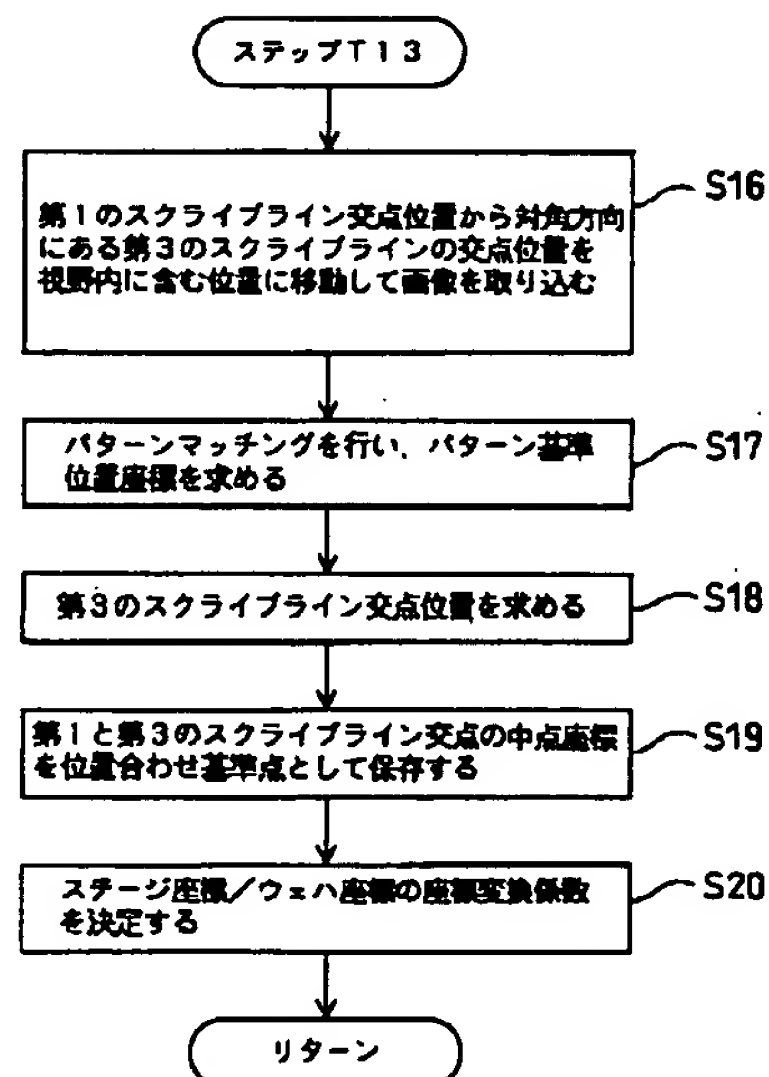 ステップT13
第1のスクライブライン交点位置から対角方向
にある第3のスクライブラインの交点位置を
視野内に含む位置に移動して画像を取り込む
S16
パターンマッチングを行い、パターン基準
位置座標を求める
S17
第3のスクライブライン交点位置を求める
S18
第1と第3のスクライブライン交点の中点座標
を位置合わせ基準点として保存する
S19
ステージ座標/ウェハ座標の座標変換係数
を決定する
S20
リターン